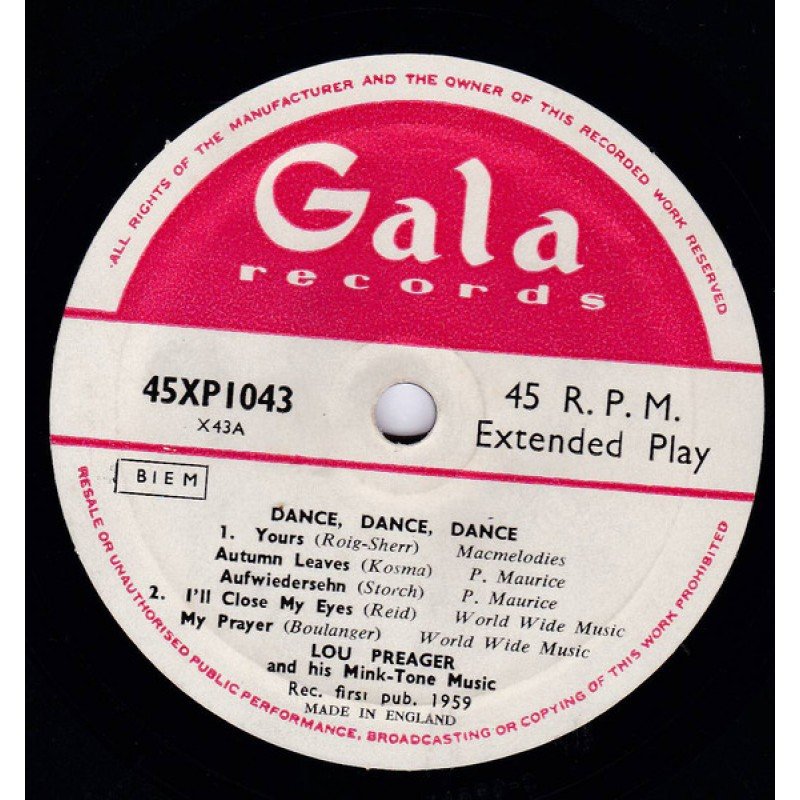 ALL RIGHTS OF THE MANUFACTURER AND THE OWNER OF THIS RECORDED WORK RESERVED
Gala
records
45XP1043
X43A
45 R.P.M.
Extended Play
BIEM
DANCE, DANCE, DANCE
1. Yours (Roig-Sherr) Macmelodies
Autumn Leaves (Kosma) P. Maurice
Aufwiedersehn (Storch) P. Maurice
2. I'll Close My Eyes (Reid) World Wide Music
My Prayer (Boulanger) World Wide Music
LOU PREAGER
and his Mink-Tone Music
Rec. first pub. 1959
MADE IN ENGLAND
RESALE OR UNAUTHORISED PUBLIC PERFORMANCE, BROADCASTING OR COPYING OF THIS WORK PROHIBITED